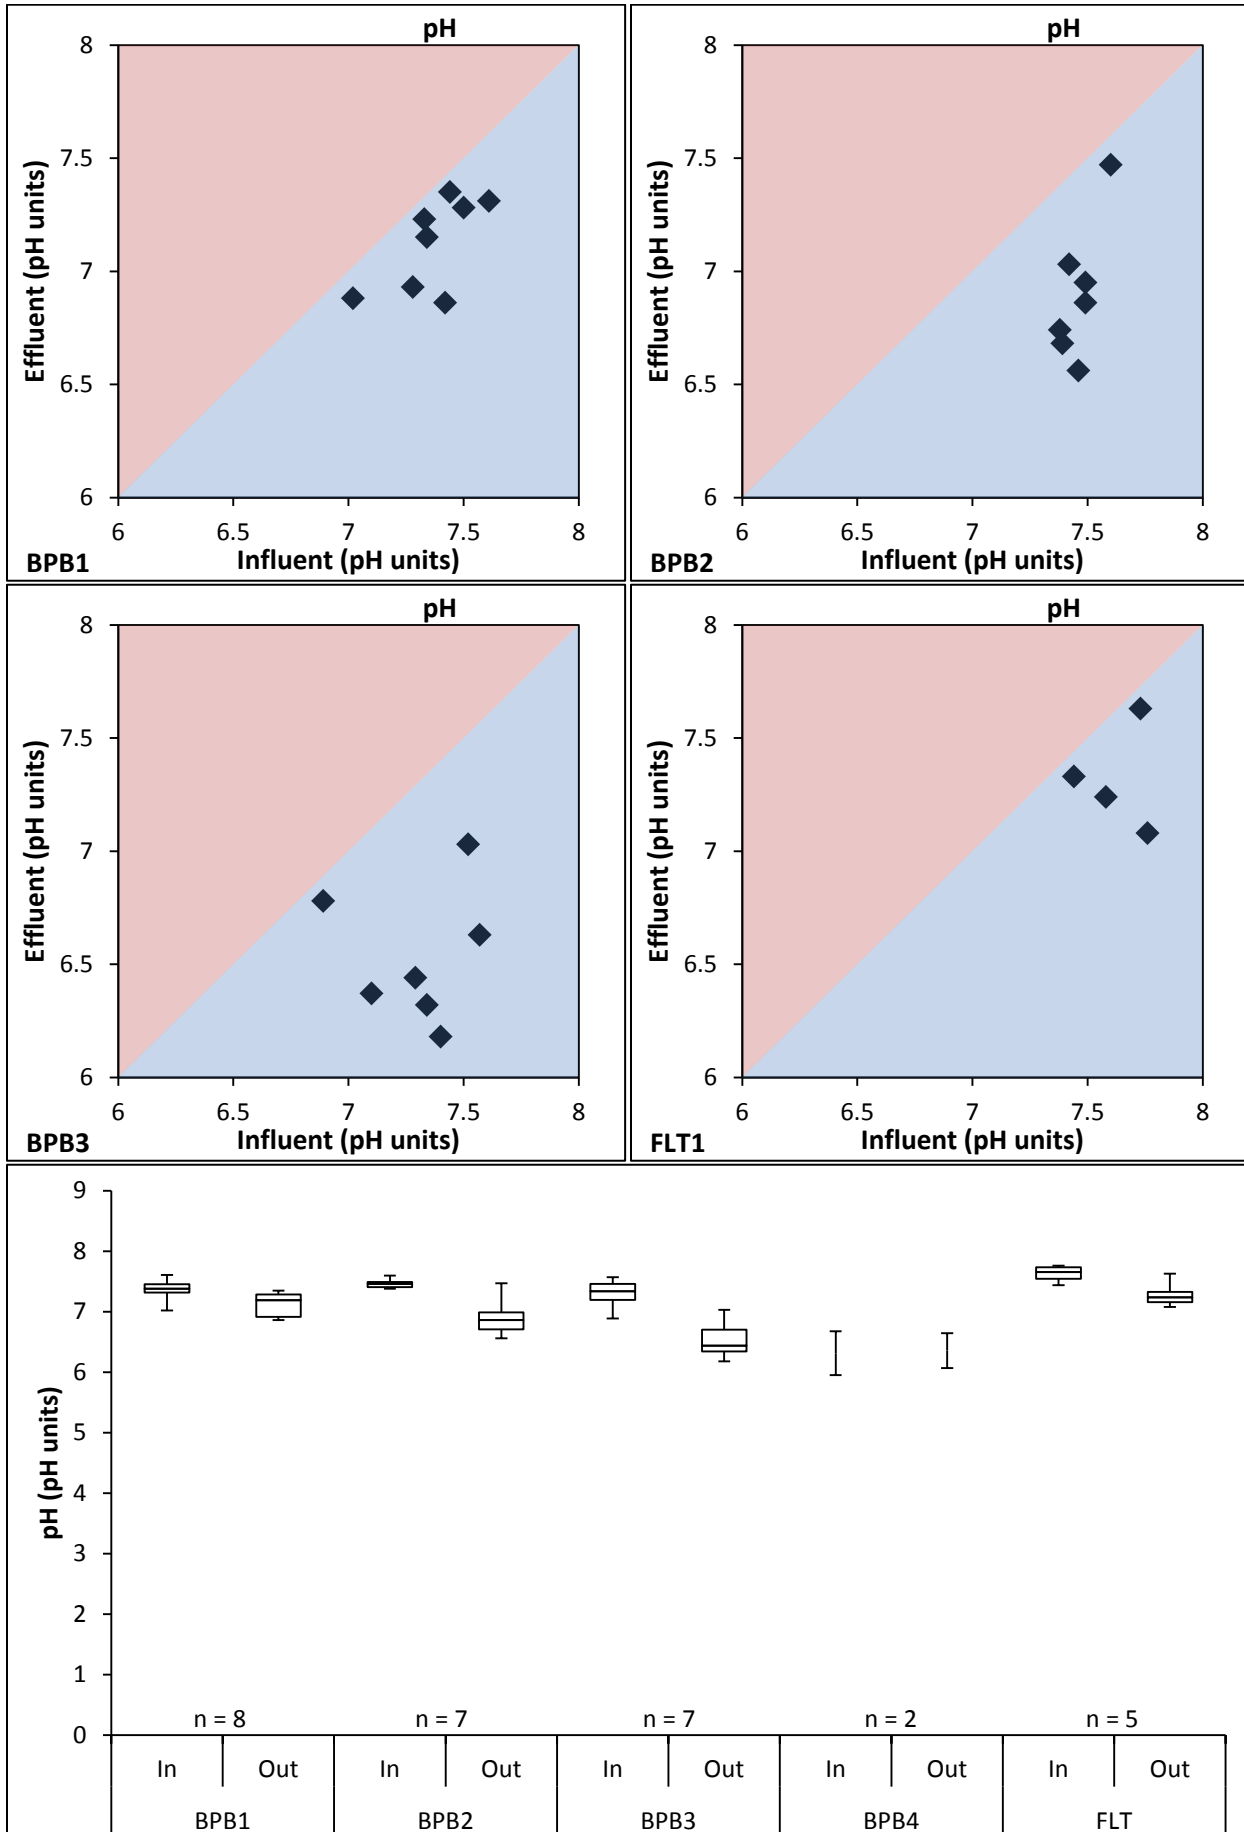 pH
Effluent (pH units)
8
7.5
7
6.5
6
6 6.5 7 7.5 8
Influent (pH units)
BPB1
pH
Effluent (pH units)
8
7.5
7
6.5
6
6 6.5 7 7.5 8
Influent (pH units)
BPB2
pH
Effluent (pH units)
8
7.5
7
6.5
6
6 6.5 7 7.5 8
Influent (pH units)
BPB3
pH
Effluent (pH units)
8
7.5
7
6.5
6
6 6.5 7 7.5 8
Influent (pH units)
FLT1
pH (pH units)
9
8
7
6
5
4
3
2
1
0
n = 8 n = 7 n = 7 n = 2 n = 5
In Out In Out In Out In Out In Out
BPB1 BPB2 BPB3 BPB4 FLT